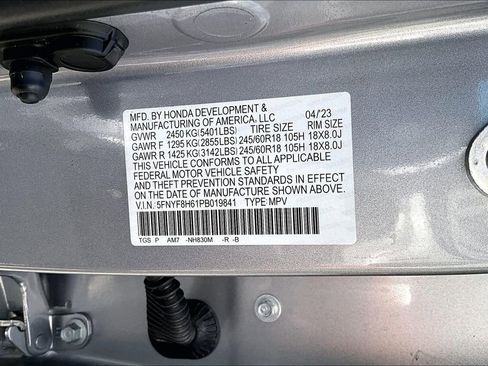 MFD. BY HONDA DEVELOPMENT &
MANUFACTURING OF AMERICA, LLC 04/'23
GVWR 2450 KG(5401LBS) TIRE SIZE RIM SIZE
GAWR F 1295 KG(2855LBS) 245/60R18 105H 18X8.0J
GAWR R 1425 KG(3142LBS) 245/60R18 105H 18X8.0J
THIS VEHICLE CONFORMS TO ALL APPLICABLE
FEDERAL MOTOR VEHICLE SAFETY
AND THEFT PREVENTION STANDARDS IN EFFECT
ON THE DATE OF MANUFACTURE SHOWN ABOVE.
V.I.N. 5FNYF8H61PB019841 TYPE: MPV
TGS P AM7 -NH830M -R -B